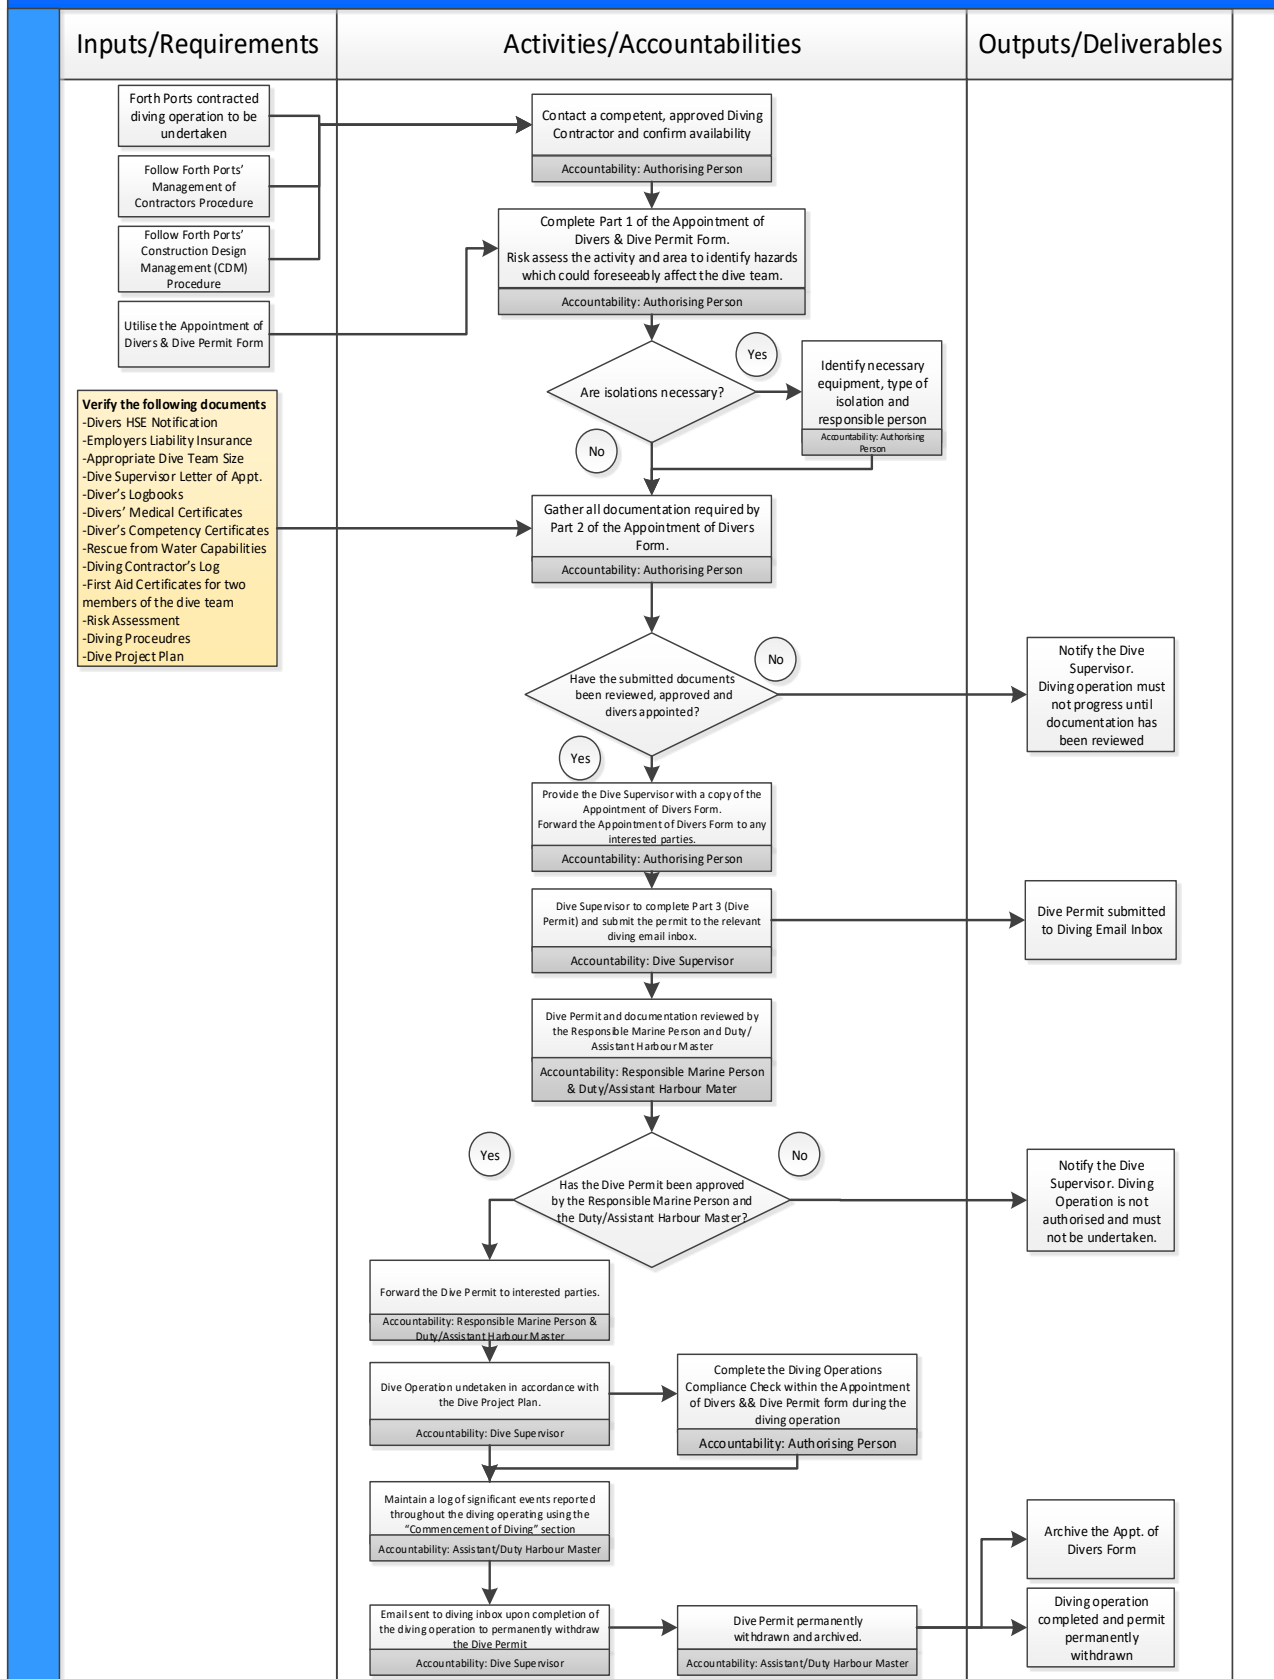 Inputs/Requirements
Activities/Accountabilities
Outputs/Deliverables
Forth Ports contracted
diving operation to be
undertaken
Follow Forth Ports'
Management of
Contractors Procedure
Follow Forth Ports'
Construction Design
Management (CDM)
Procedure
Utilise the Appointment of
Divers & Dive Permit Form
Contact a competent, approved Diving
Contractor and confirm availability
Accountability: Authorising Person
Complete Part 1 of the Appointment of
Divers & Dive Permit Form.
Risk assess the activity and area to identify hazards
which could foreseeably affect the dive team.
Accountability: Authorising Person
Are isolations necessary?
Yes
No
Identify necessary
equipment, type of
isolation and
responsible person
Accountability: Authorising
Person
Verify the following documents
-Divers HSE Notification
-Employers Liability Insurance
-Appropriate Dive Team Size
-Dive Supervisor Letter of Appt.
-Diver's Logbooks
-Divers' Medical Certificates
-Diver's Competency Certificates
-Rescue from Water Capabilities
-Diving Contractor's Log
-First Aid Certificates for two
members of the dive team
-Risk Assessment
-Diving Proceudres
-Dive Project Plan
Gather all documentation required by
Part 2 of the Appointment of Divers
Form.
Accountability: Authorising Person
Have the submitted documents
been reviewed, approved and
divers appointed?
No
Yes
Notify the Dive
Supervisor.
Diving operation must
not progress until
documentation has
been reviewed
Provide the Dive Supervisor with a copy of the
Appointment of Divers Form.
Forward the Appointment of Divers Form to any
interested parties.
Accountability: Authorising Person
Dive Supervisor to complete Part 3 (Dive
Permit) and submit the permit to the relevant
diving email inbox.
Accountability: Dive Supervisor
Dive Permit submitted
to Diving Email Inbox
Dive Permit and documentation reviewed by
the Responsible Marine Person and Duty/
Assistant Harbour Master
Accountability: Responsible Marine Person
& Duty/Assistant Harbour Mater
Yes
No
Has the Dive Permit been approved
by the Responsible Marine Person and
the Duty/Assistant Harbour Master?
Notify the Dive
Supervisor. Diving
Operation is not
authorised and must
not be undertaken.
Forward the Dive Permit to interested parties.
Accountability: Responsible Marine Person &
Duty/Assistant Harbour Master
Dive Operation undetaken in accordance with
the Dive Project Plan.
Accountability: Dive Supervisor
Complete the Diving Operations
Compliance Check within the Appointment
of Divers && Dive Permit form during the
diving operation
Accountability: Authorising Person
Maintain a log of significant events reported
throughout the diving operating using the
"Commencement of Diving" section
Accountability: Assistant/Duty Harbour Master
Email sent to diving inbox upon completion of
the diving operation to permanently withdraw
the Dive Permit
Accountability: Dive Supervisor
Dive Permit permanently
withdrawn and archived.
Accountability: Assistant/Duty Harbour Master
Archive the Appt. of
Divers Form
Diving operation
completed and permit
permanently
withdrawn